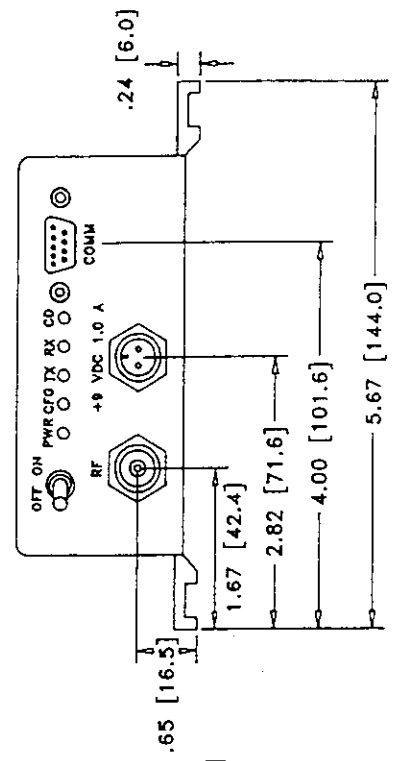 .24 [6.0]
OFF ON
PWR CFG TX RX CD
COMM
RF
+9 VDC 1.0 A
.65 [16.5]
1.67 [42.4]
2.82 [71.6]
4.00 [101.6]
5.67 [144.0]